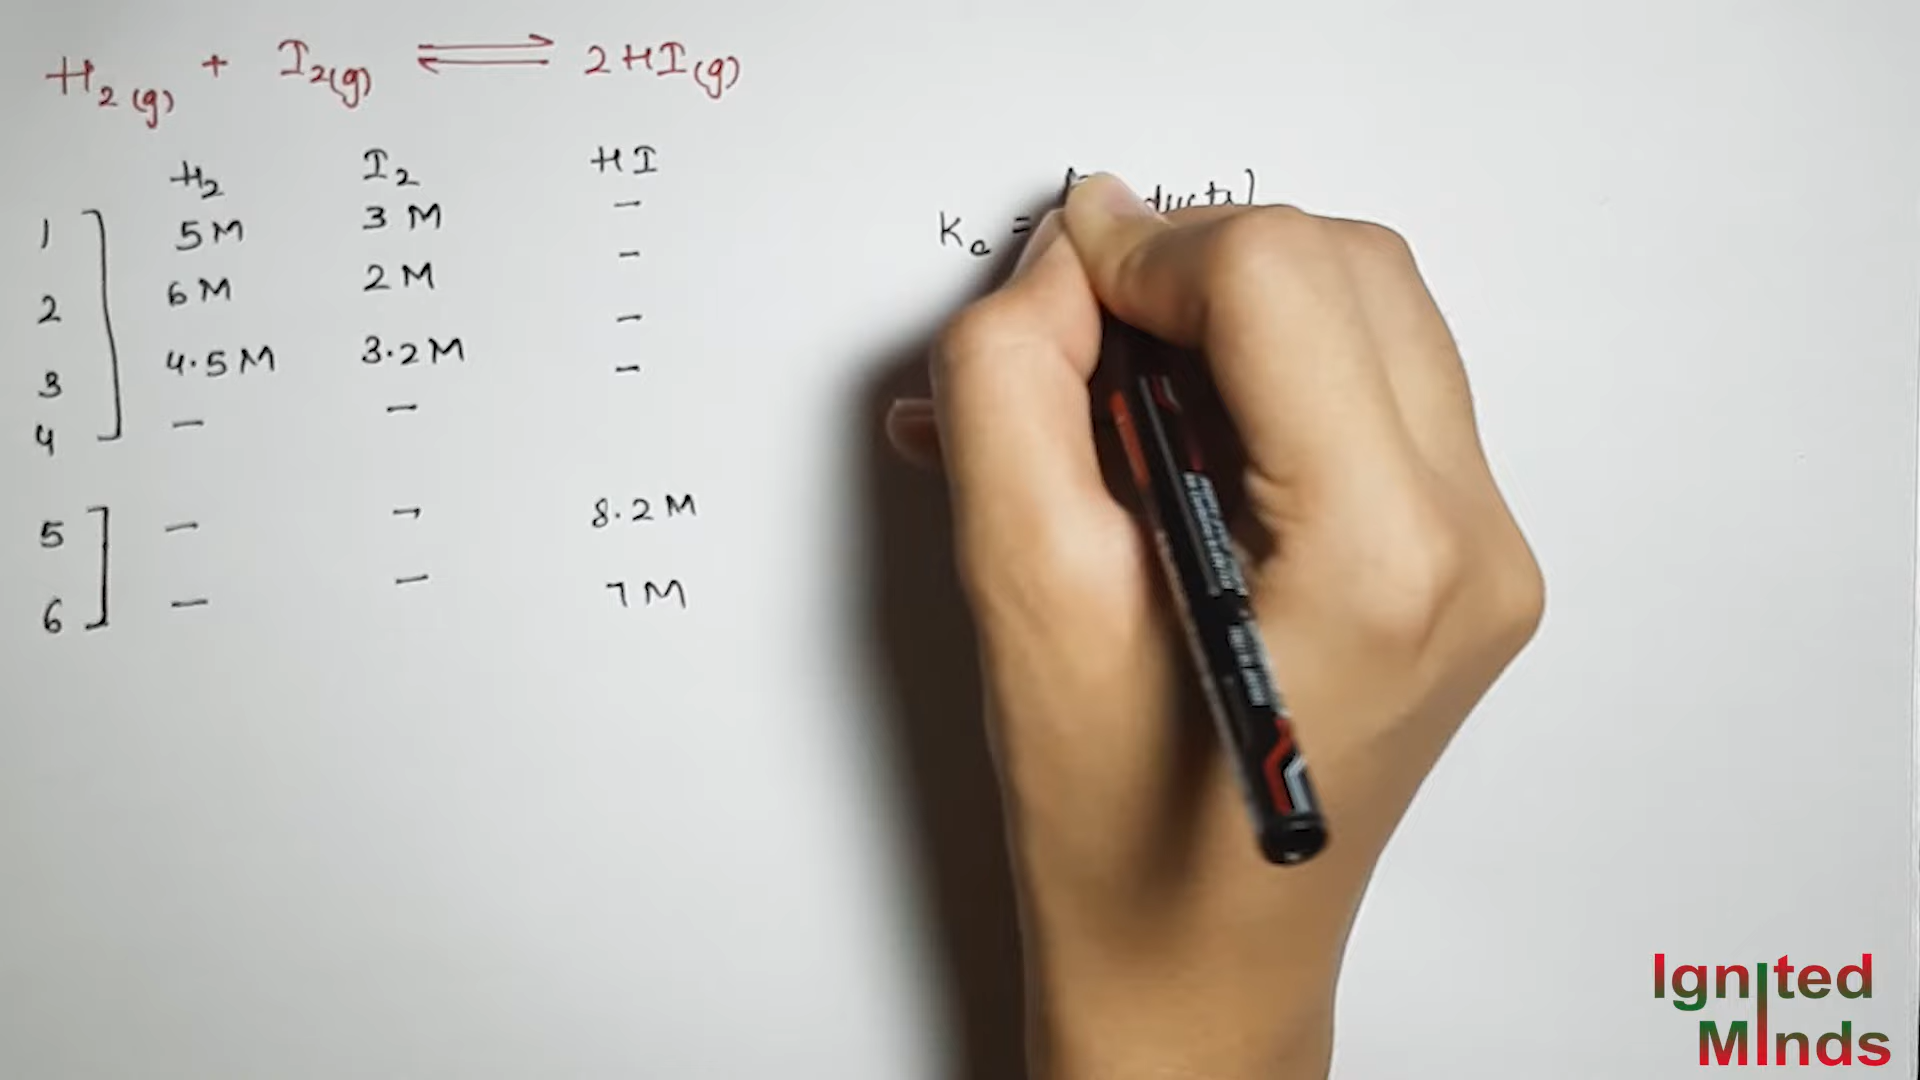 H2(g) + I2(g) ⇌ 2HI(g)
H2 I2 HI
1 5M 3M –
2 6M 2M –
3 4.5M 3.2M –
4 – – –
5 – – 8.2M
6 – – 7M
Kc =
Ignited
Minds